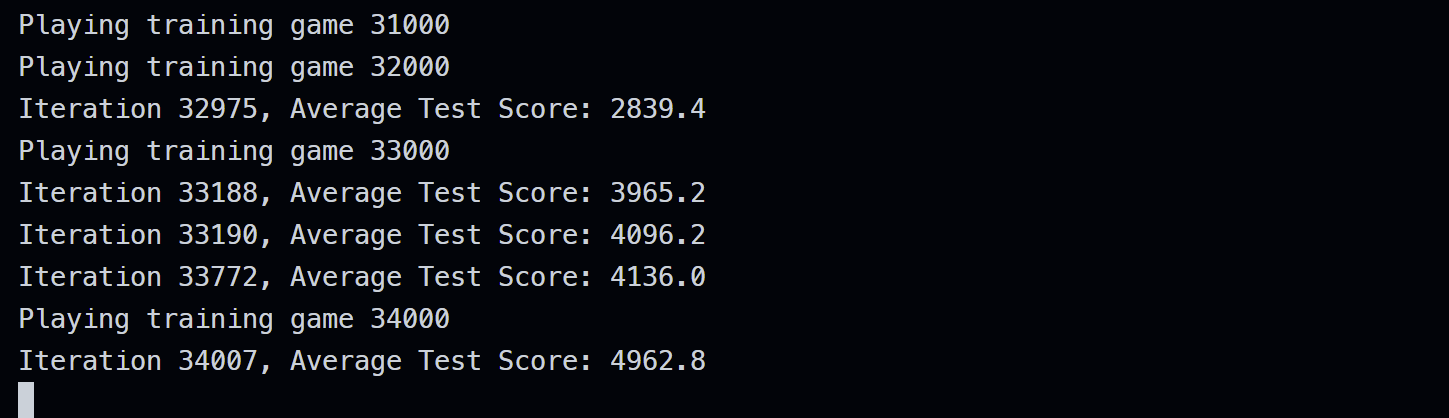 Playing training game 31000
Playing training game 32000
Iteration 32975, Average Test Score: 2839.4
Playing training game 33000
Iteration 33188, Average Test Score: 3965.2
Iteration 33190, Average Test Score: 4096.2
Iteration 33772, Average Test Score: 4136.0
Playing training game 34000
Iteration 34007, Average Test Score: 4962.8